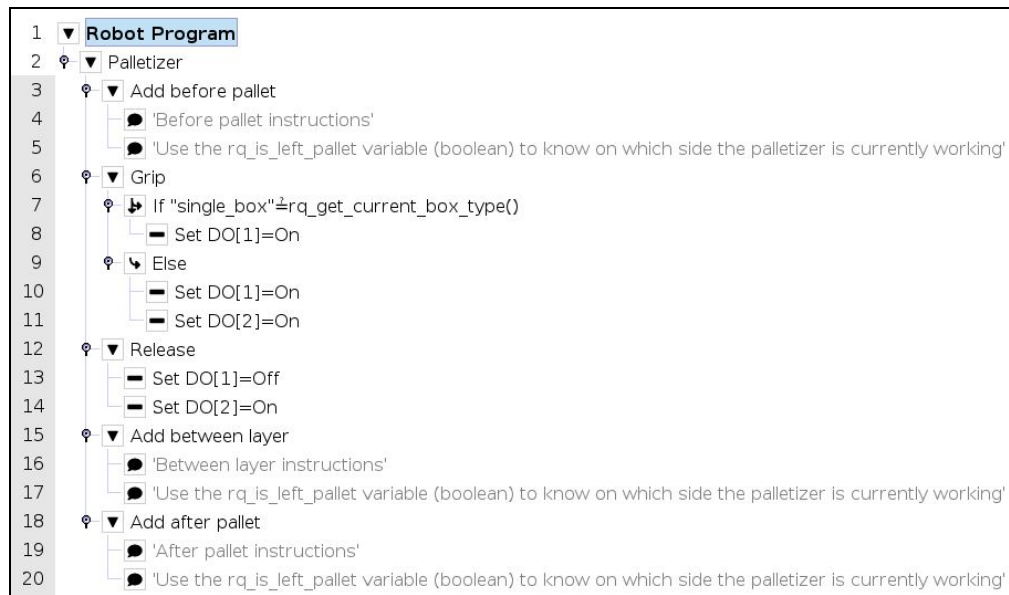 1 Robot Program
2 Palletizer
3 Add before pallet
4 'Before pallet instructions'
5 'Use the rq_is_left_pallet variable (boolean) to know on which side the palletizer is currently working'
6 Grip
7 If "single_box"≟rq_get_current_box_type()
8 Set DO[1]=On
9 Else
10 Set DO[1]=On
11 Set DO[2]=On
12 Release
13 Set DO[1]=Off
14 Set DO[2]=On
15 Add between layer
16 'Between layer instructions'
17 'Use the rq_is_left_pallet variable (boolean) to know on which side the palletizer is currently working'
18 Add after pallet
19 'After pallet instructions'
20 'Use the rq_is_left_pallet variable (boolean) to know on which side the palletizer is currently working'